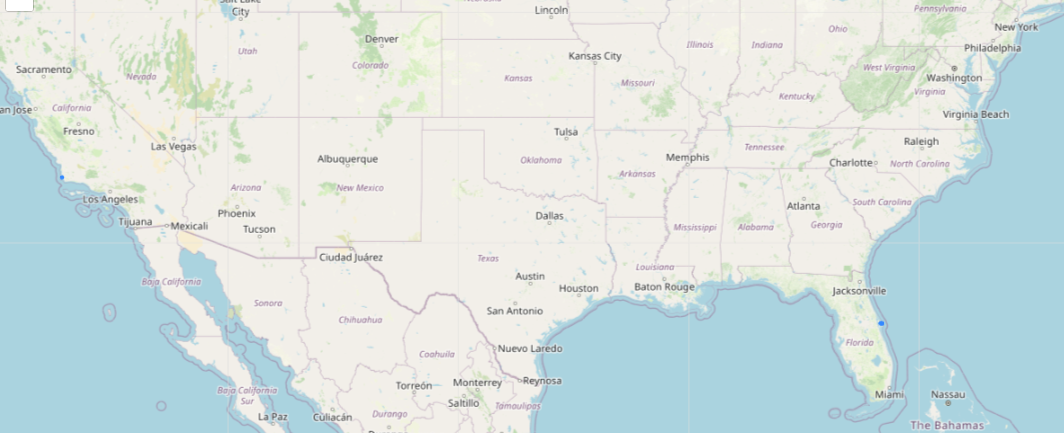 Salt Lake
City
Lincoln
Nebraska
Pennsylvania
New York
Ohio
Denver
Utah
Illinois
Indiana
Philadelphia
Kansas City
Sacramento
Colorado
Nevada
Kansas
Missouri
West Virginia
Washington
an Jose
California
Kentucky
Virginia
Virginia Beach
Fresno
Tulsa
Las Vegas
Raleigh
Tennessee
Albuquerque
Oklahoma
Memphis
Charlotte
North Carolina
Arkansas
Arizona
New Mexico
Los Angeles
Atlanta
South Carolina
Phoenix
Dallas
Tijuana
Mexicali
Tucson
Mississippi
Alabama
Georgia
Ciudad Juárez
Texas
Louisiana
Austin
Baja California
Houston
Baton Rouge
Jacksonville
Sonora
San Antonio
Chihuahua
Florida
Nuevo Laredo
Coahuila
Reynosa
Torreón
Monterrey
Baja California
Sur
Miami
Nassau
Saltillo
Tamaulipas
La Paz
Culiacán
Durango
The Bahamas